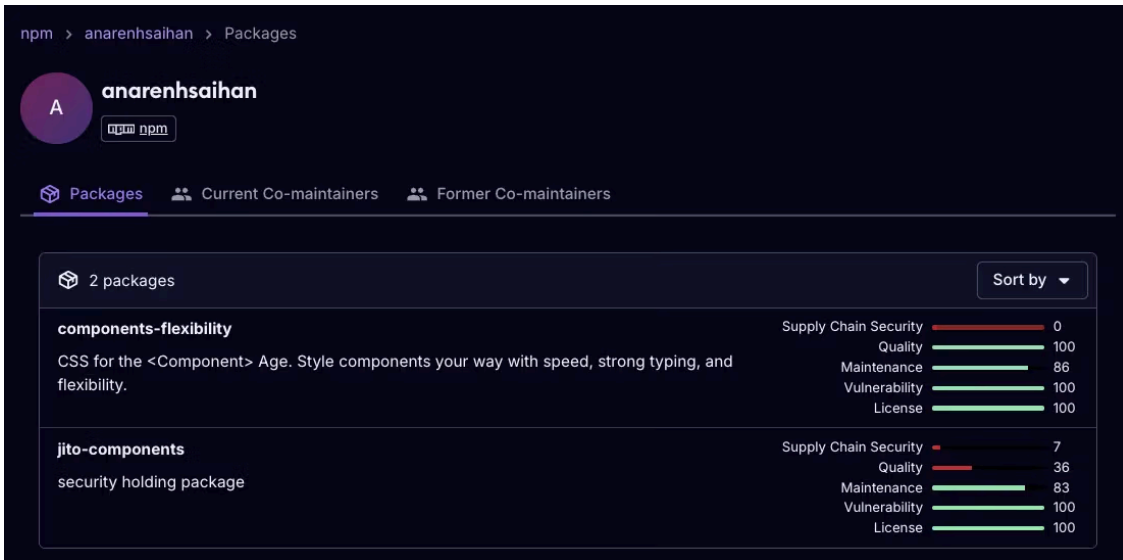 npm > anarenhsaihan > Packages
A
anarenhsaihan
npm npm
Packages
Current Co-maintainers
Former Co-maintainers
2 packages
Sort by
components-flexibility
CSS for the <Component> Age. Style components your way with speed, strong typing, and
flexibility.
Supply Chain Security 0
Quality 100
Maintenance 86
Vulnerability 100
License 100
jito-components
security holding package
Supply Chain Security 7
Quality 36
Maintenance 83
Vulnerability 100
License 100